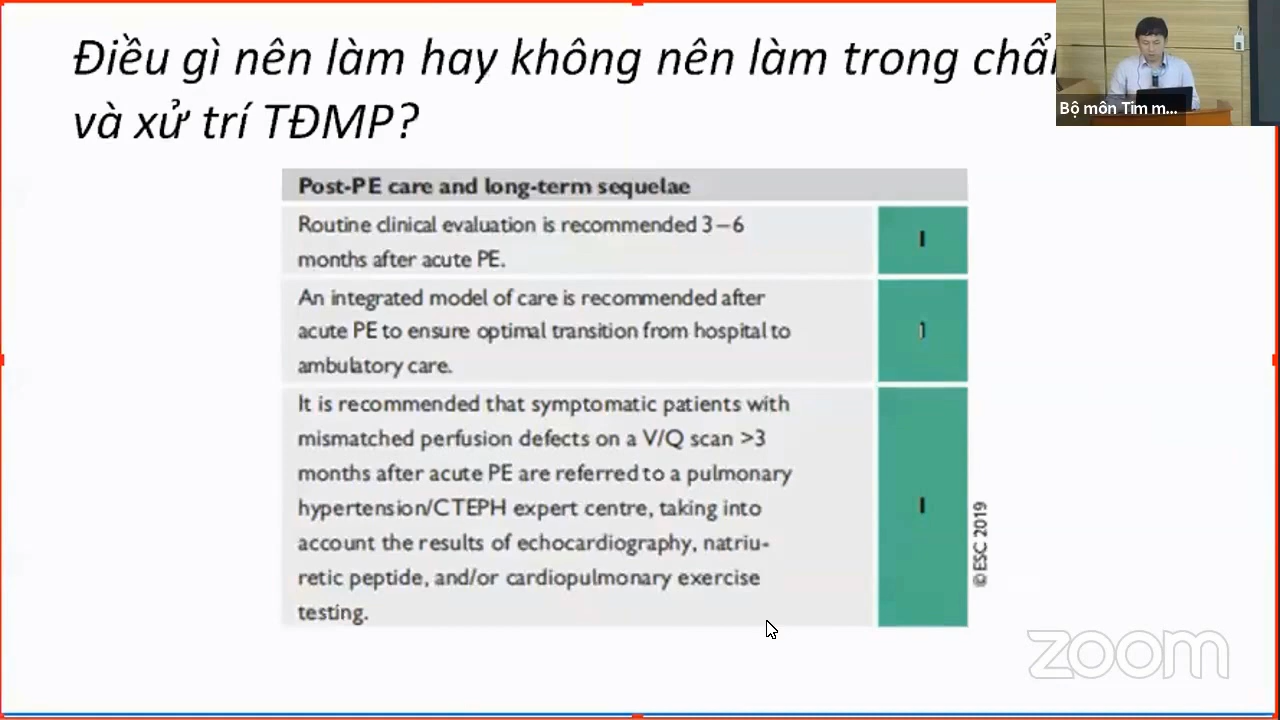 Điều gì nên làm hay không nên làm trong chẩ
và xử trí TĐMP?
Bộ môn Tim m...
Post-PE care and long-term sequelae
Routine clinical evaluation is recommended 3–6
months after acute PE.
I
An integrated model of care is recommended after
acute PE to ensure optimal transition from hospital to
ambulatory care.
I
It is recommended that symptomatic patients with
mismatched perfusion defects on a V/Q scan >3
months after acute PE are referred to a pulmonary
hypertension/CTEPH expert centre, taking into
account the results of echocardiography, natriu-
retic peptide, and/or cardiopulmonary exercise
testing.
I
© ESC 2019
zoom